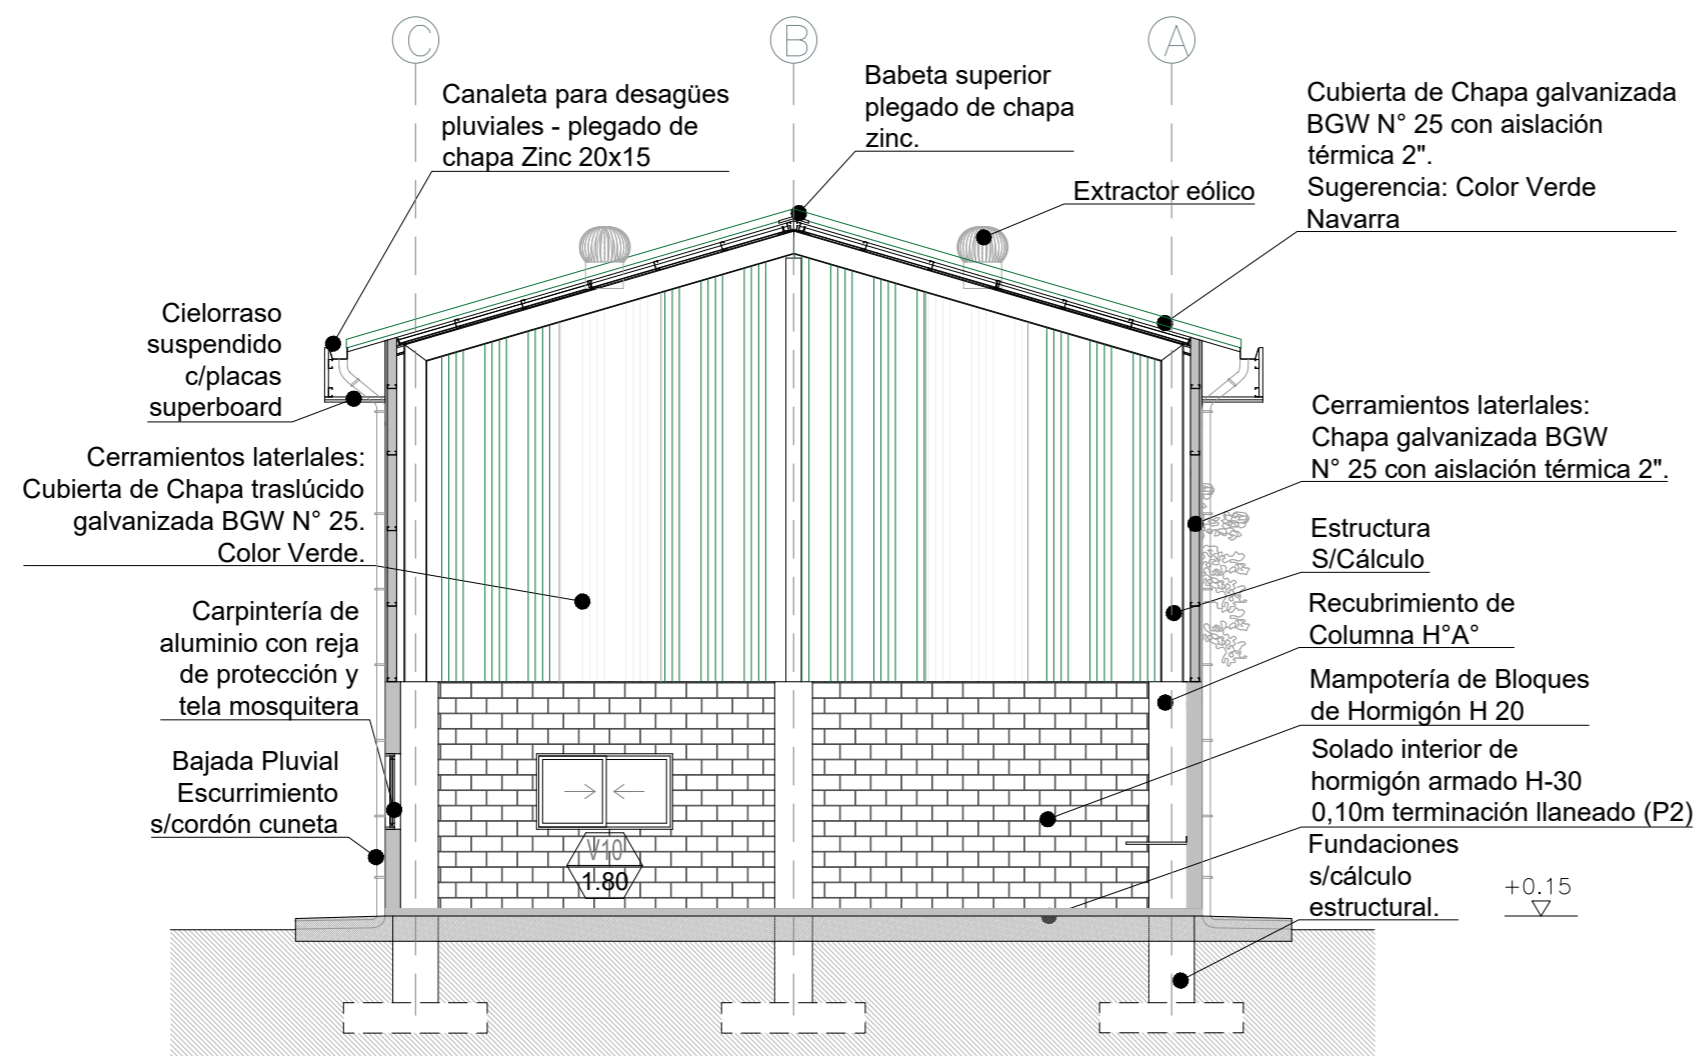 C
B
A
Canaleta para desagües
pluviales - plegado de
chapa Zinc 20x15
Babeta superior
plegado de chapa
zinc.
Extractor eólico
Cubierta de Chapa galvanizada
BGW N° 25 con aislación
térmica 2".
Sugerencia: Color Verde
Navarra
Cielorraso
suspendido
c/placas
superboard
Cerramientos laterlales:
Cubierta de Chapa traslúcido
galvanizada BGW N° 25.
Color Verde.
Carpintería de
aluminio con reja
de protección y
tela mosquitera
Bajada Pluvial
Escurrimiento
s/cordón cuneta
V10
1.80
Cerramientos laterlales:
Chapa galvanizada BGW
N° 25 con aislación térmica 2".
Estructura
S/Cálculo
Recubrimiento de
Columna H°A°
Mampotería de Bloques
de Hormigón H 20
Solado interior de
hormigón armado H-30
0,10m terminación llaneado (P2)
Fundaciones
s/cálculo
estructural.
+0.15